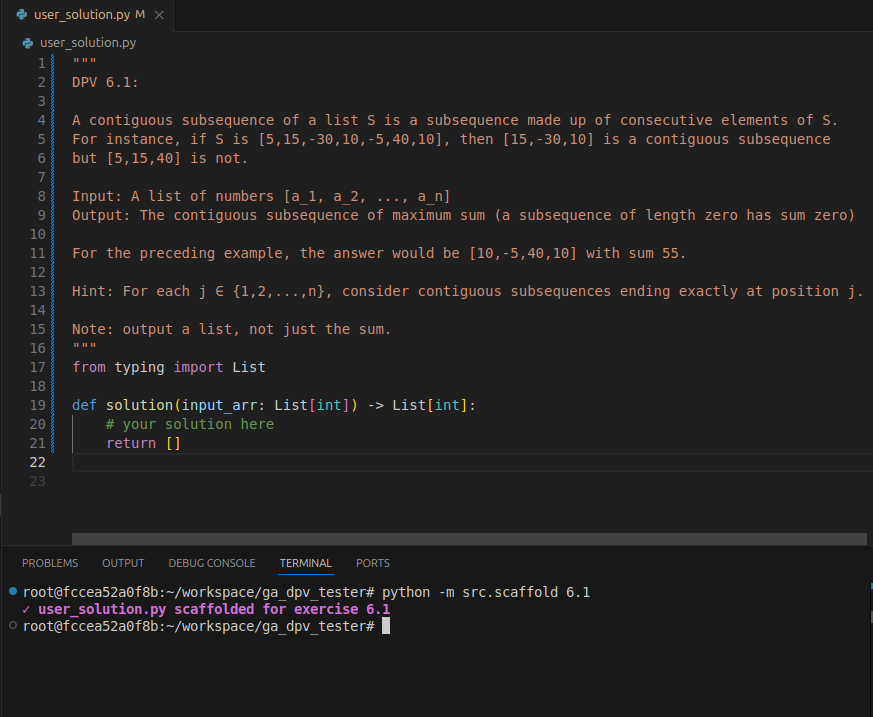 user_solution.py M
user_solution.py
1 """
2 DPV 6.1:
3
4 A contiguous subsequence of a list S is a subsequence made up of consecutive elements of S.
5 For instance, if S is [5,15,-30,10,-5,40,10], then [15,-30,10] is a contiguous subsequence
6 but [5,15,40] is not.
7
8 Input: A list of numbers [a_1, a_2, ..., a_n]
9 Output: The contiguous subsequence of maximum sum (a subsequence of length zero has sum zero)
10
11 For the preceding example, the answer would be [10,-5,40,10] with sum 55.
12
13 Hint: For each j ∈ {1,2,...,n}, consider contiguous subsequences ending exactly at position j.
14
15 Note: output a list, not just the sum.
16 """
17 from typing import List
18
19 def solution(input_arr: List[int]) -> List[int]:
20     # your solution here
21     return []
22
23
PROBLEMS OUTPUT DEBUG CONSOLE TERMINAL PORTS
root@fccea52a0f8b:~/workspace/ga_dpv_tester# python -m src.scaffold 6.1
✓ user_solution.py scaffolded for exercise 6.1
root@fccea52a0f8b:~/workspace/ga_dpv_tester#